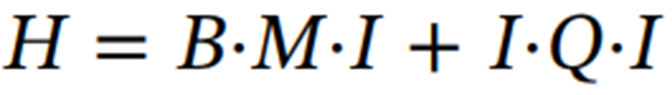 H = B·M·I + I·Q·I